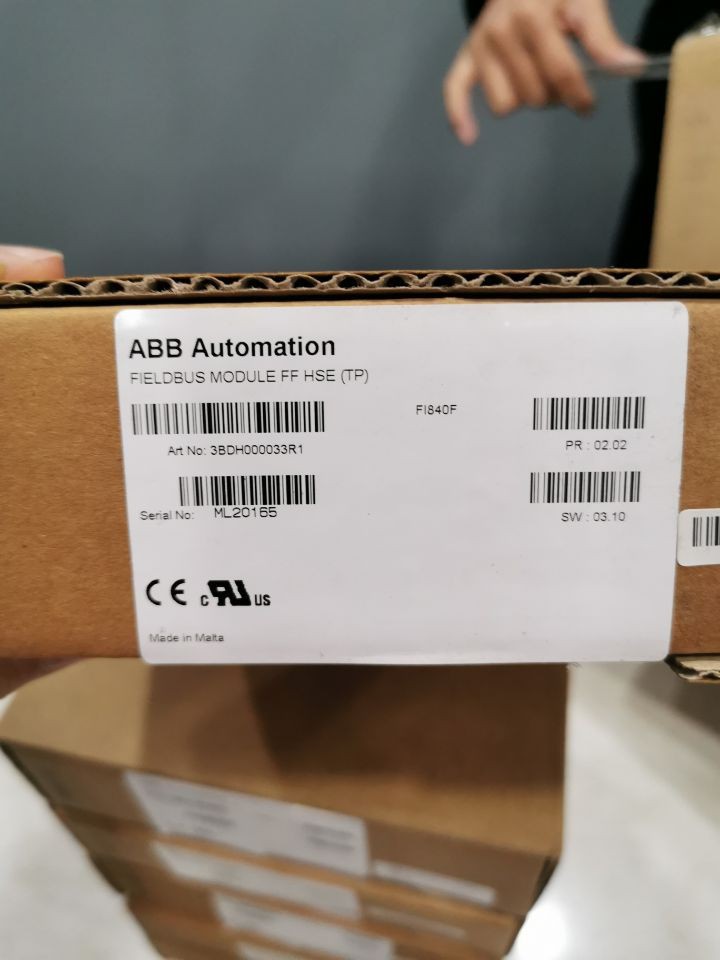 ABB Automation
FIELDBUS MODULE FF HSE (TP)
FI840F
Art No: 3BDH000033R1
PR : 02.02
Serial No: ML20165
SW : 03.10
CE c RU US
Made in Malta